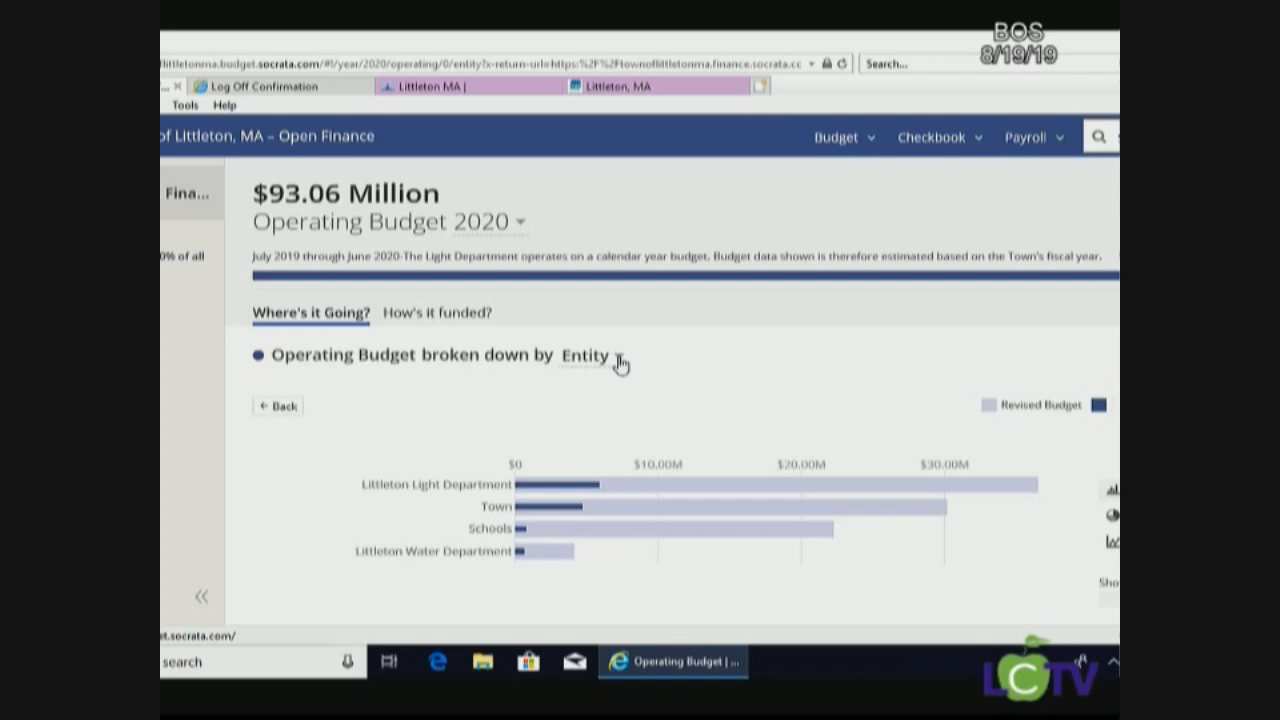 BOS
8/19/19
littletonma.budget.socrata.com/#!/year/2020/operating/0/entity?x-return-url=https:%2F%2Ftownoflittletonma.finance.socrata.cc
Search...
... Log Off Confirmation Littleton MA | Littleton, MA
Tools Help
of Littleton, MA – Open Finance Budget Checkbook Payroll
Fina... $93.06 Million
Operating Budget 2020
0% of all July 2019 through June 2020-The Light Department operates on a calendar year budget. Budget data shown is therefore estimated based on the Town's fiscal year.
Where's it Going? How's it funded?
Operating Budget broken down by Entity
← Back Revised Budget
$0 $10.00M $20.00M $30.00M
Littleton Light Department
Town
Schools
Littleton Water Department
Sho
et.socrata.com/
search Operating Budget | ...
LCTV